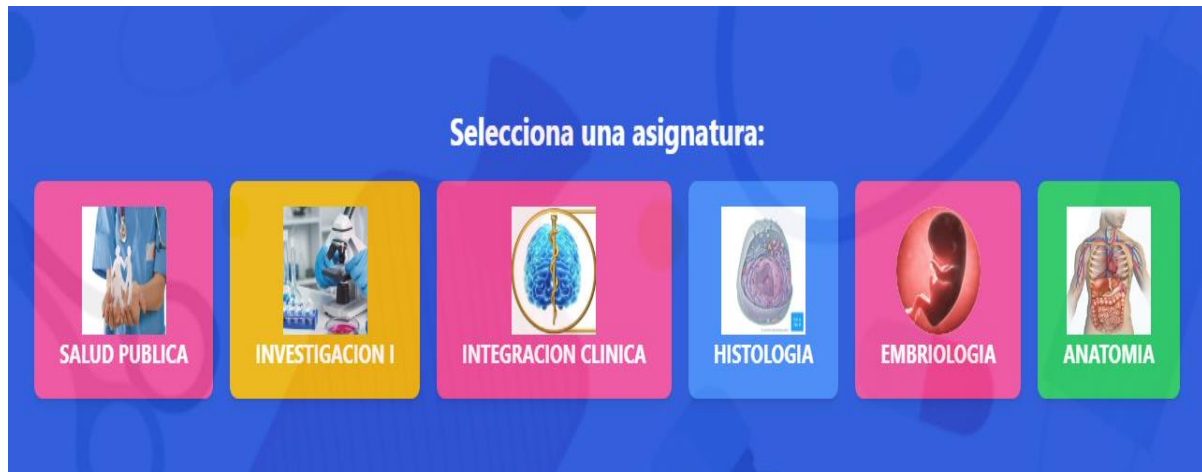 Selecciona una asignatura:
SALUD PUBLICA
INVESTIGACION I
INTEGRACION CLINICA
HISTOLOGIA
EMBRIOLOGIA
ANATOMIA